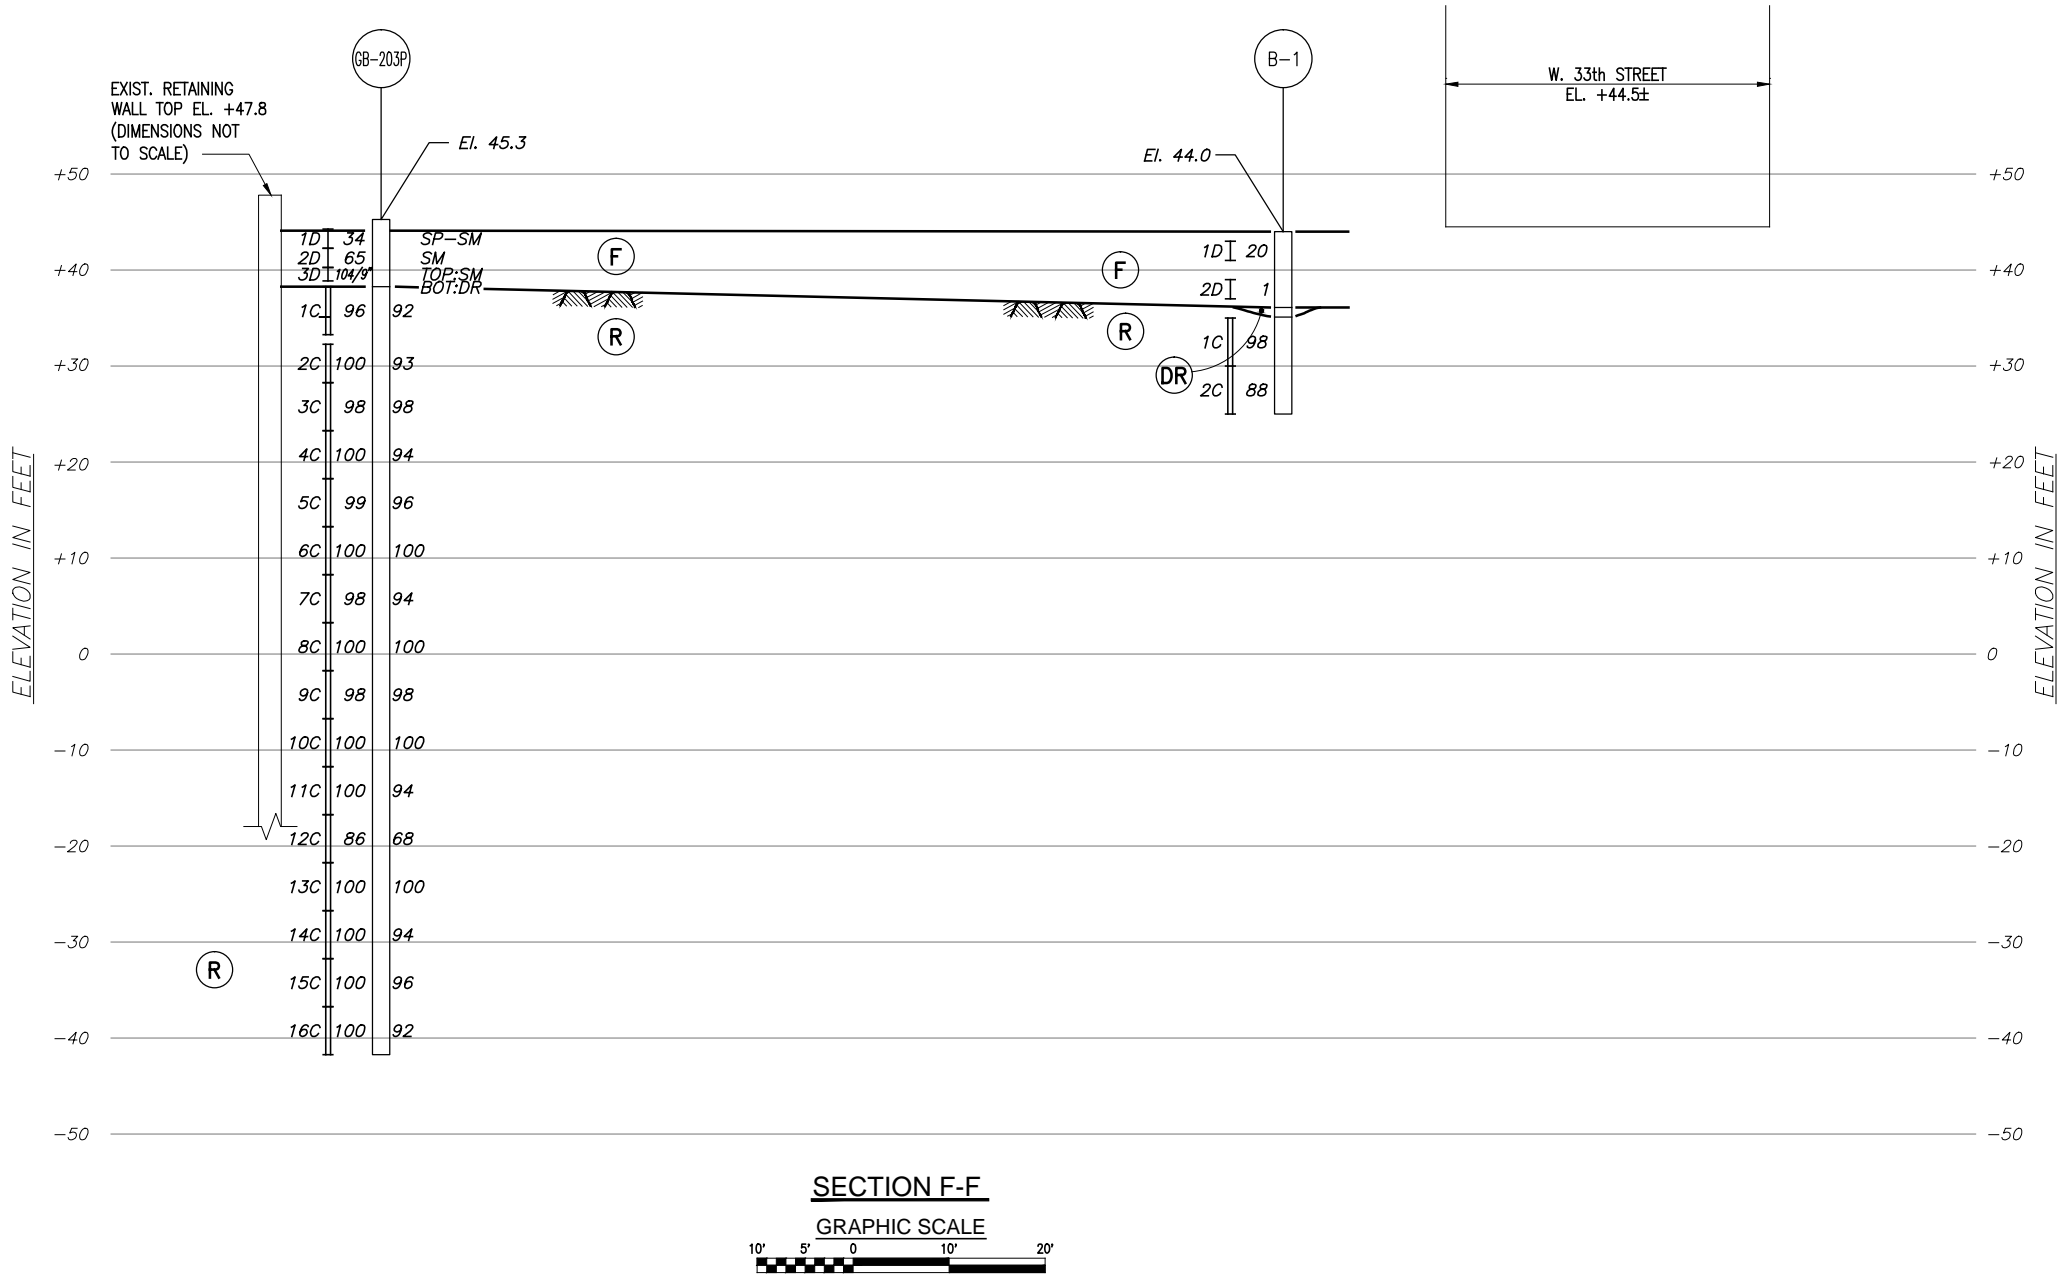 GB-203P
B-1
EXIST. RETAINING
WALL TOP EL. +47.8
(DIMENSIONS NOT
TO SCALE)
W. 33th STREET
EL. +44.5±
El. 45.3
El. 44.0
+50 +50
1D 34 SP-SM
2D 65 SM
3D 104/9" TOP:SM
BOT:DR
F
F
1D 20
+40 +40
2D 1
1C 96 92
R
R
1C 98
+30 2C 100 93 +30
DR
2C 88
3C 98 98
+20 4C 100 94 +20
5C 99 96
+10 6C 100 100 +10
7C 98 94
0 8C 100 100 0
9C 98 98
-10 10C 100 100 -10
11C 100 94
-20 12C 86 68 -20
13C 100 100
-30 14C 100 94 -30
R
15C 100 96
-40 16C 100 92 -40
-50 -50
ELEVATION IN FEET
ELEVATION IN FEET
SECTION F-F
GRAPHIC SCALE
10' 5' 0 10' 20'